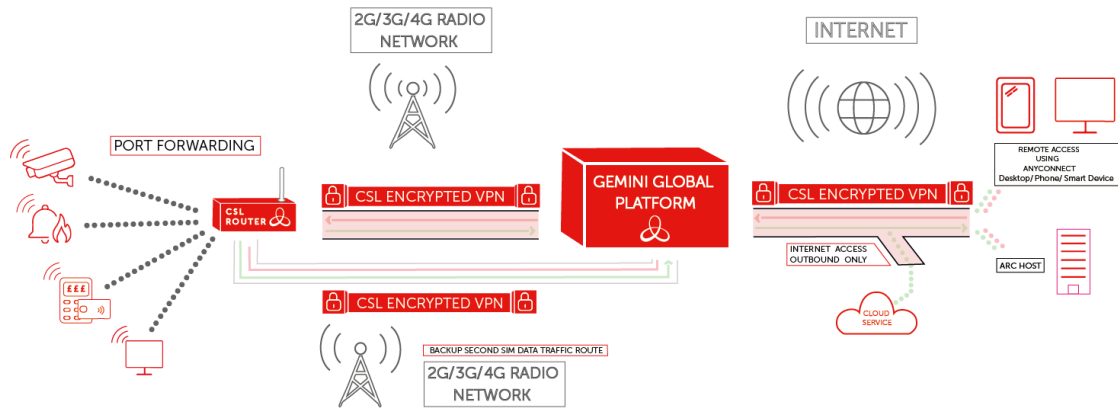 2G/3G/4G RADIO
NETWORK
INTERNET
PORT FORWARDING
CSL
ROUTER
CSL ENCRYPTED VPN
GEMINI GLOBAL
PLATFORM
CSL ENCRYPTED VPN
REMOTE ACCESS
USING
ANYCONNECT
Desktop/ Phone/ Smart Device
INTERNET ACCESS
OUTBOUND ONLY
ARC HOST
£££
CLOUD
SERVICE
CSL ENCRYPTED VPN
BACKUP SECOND SIM DATA TRAFFIC ROUTE
2G/3G/4G RADIO
NETWORK